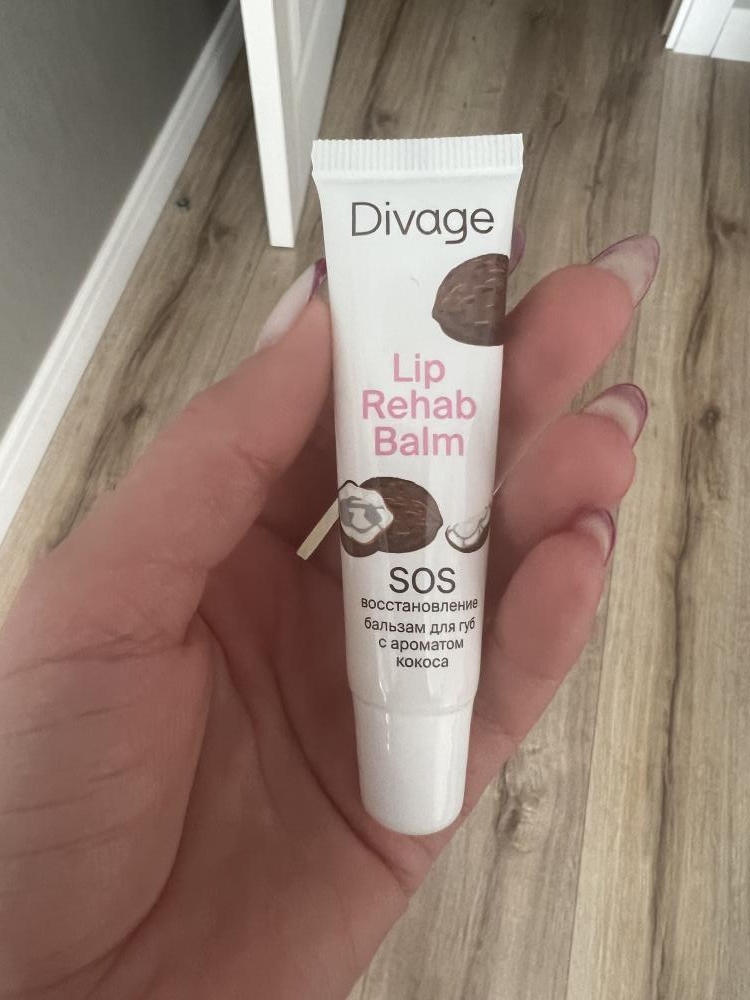 Divage
Lip
Rehab
Balm
SOS
восстановление
бальзам для губ
с ароматом
кокоса